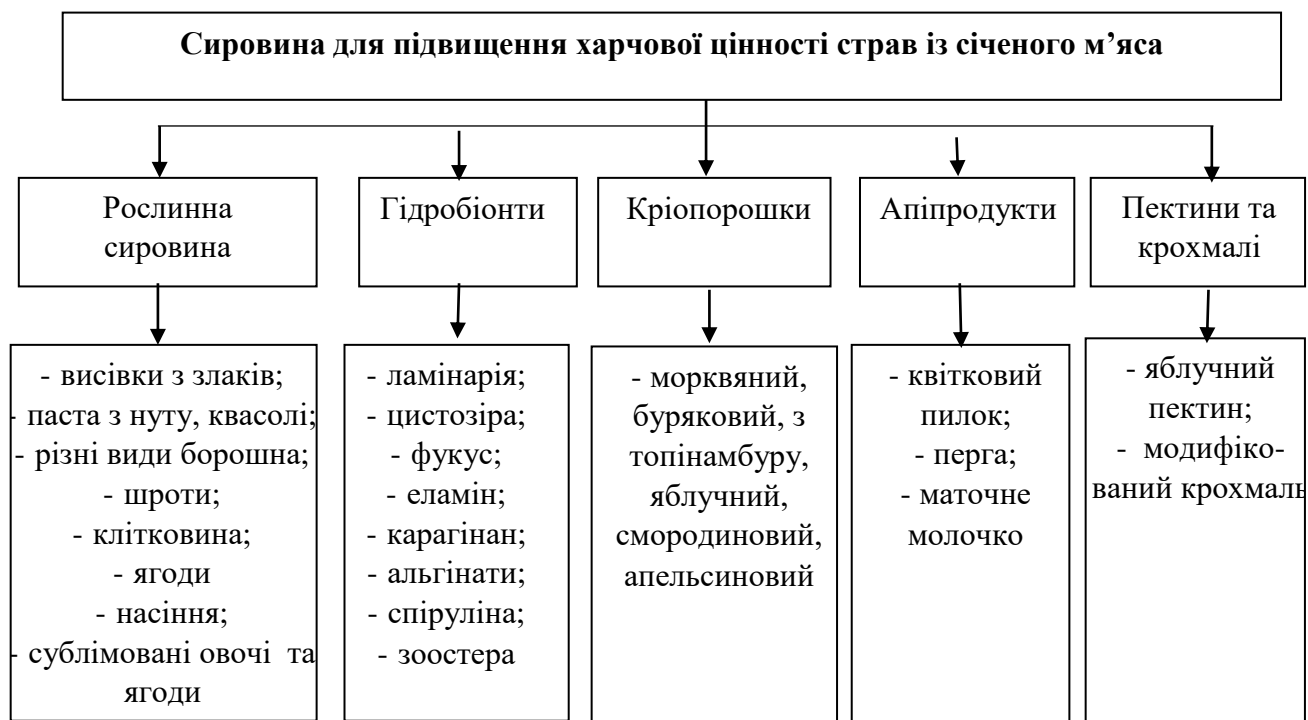 Сировина для підвищення харчової цінності страв із січеного м’яса
Рослинна
сировина
Гідробіонти
Кріопорошки
Апіпродукти
Пектини та
крохмалі
- висівки з злаків;
- паста з нуту, квасолі;
- різні види борошна;
- шроти;
- клітковина;
- ягоди
- насіння;
- сублімовані овочі та
ягоди
- ламінарія;
- цистозіра;
- фукус;
- еламін;
- карагінан;
- альгінати;
- спіруліна;
- зоостера
- морквяний,
буряковий, з
топінамбуру,
яблучний,
смородиновий,
апельсиновий
- квітковий
пилок;
- перга;
- маточне
молочко
- яблучний
пектин;
- модифіко-
ваний крохмаль